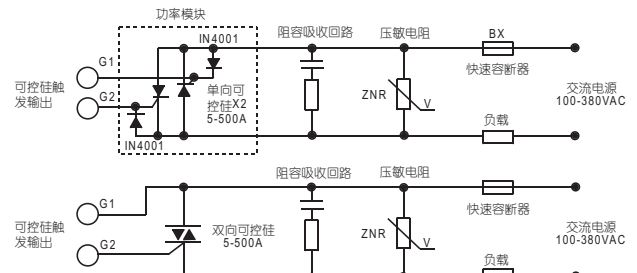 功率模块
IN4001
阻容吸收回路
压敏电阻
BX
G1
快速容断器
可控硅触
发输出
G2
单向可
控硅X2
5-500A
ZNR
V
交流电源
100-380VAC
负载
IN4001
阻容吸收回路
压敏电阻
G1
快速容断器
可控硅触
发输出
双向可控硅
5-500A
ZNR
V
交流电源
100-380VAC
G2
负载